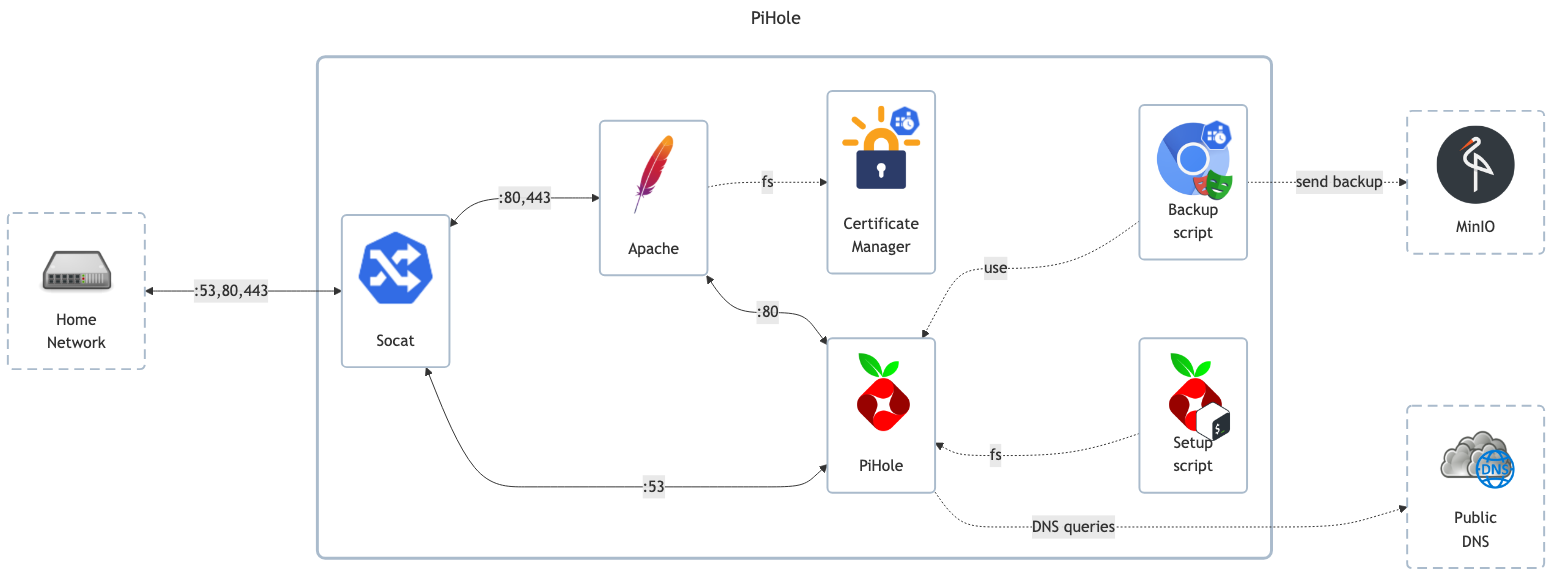 PiHole
:80,443
fs
Apache
Certificate
Manager
Backup
script
send backup
MinIO
:53,80,443
Home
Network
Socat
use
:80
PiHole
:53
fs
$_
Setup
script
DNS queries
DNS
Public
DNS